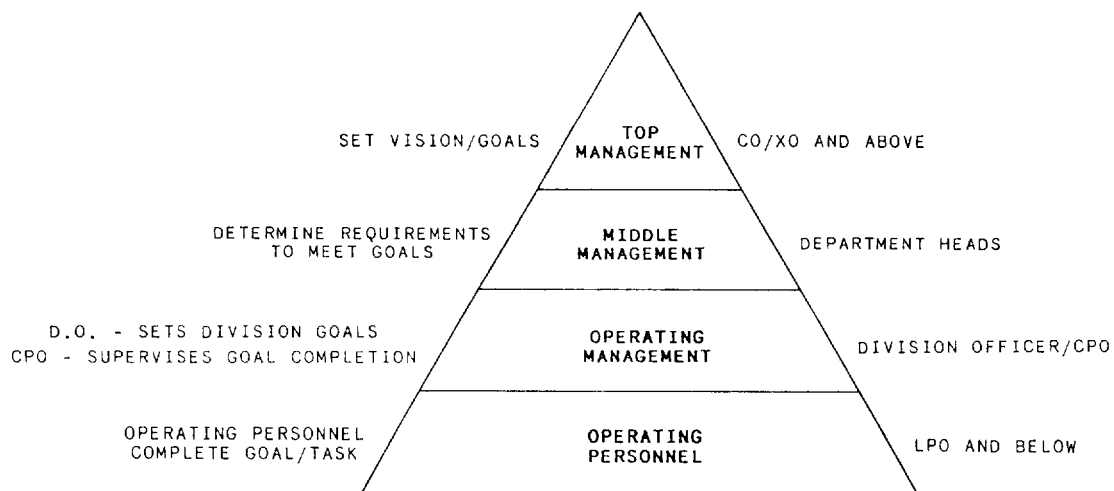 SET VISION/GOALS
TOP
MANAGEMENT
CO/XO AND ABOVE
DETERMINE REQUIREMENTS
TO MEET GOALS
MIDDLE
MANAGEMENT
DEPARTMENT HEADS
D.O. - SETS DIVISION GOALS
CPO - SUPERVISES GOAL COMPLETION
OPERATING
MANAGEMENT
DIVISION OFFICER/CPO
OPERATING PERSONNEL
COMPLETE GOAL/TASK
OPERATING
PERSONNEL
LPO AND BELOW